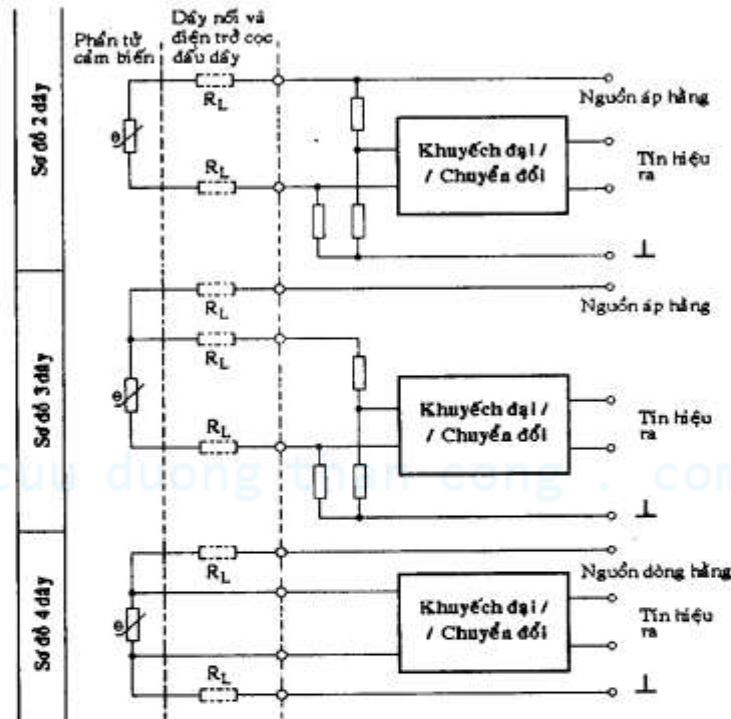 Phần tử
cảm biến
Dây nối và
điện trở cọc
đấu dây
Sơ đồ 2 dây
R_L
R_L
θ
Khuyếch đại /
/ Chuyển đổi
Nguồn áp hằng
Tín hiệu
ra
⊥
Sơ đồ 3 dây
R_L
R_L
R_L
θ
Khuyếch đại /
/ Chuyển đổi
Nguồn áp hằng
Tín hiệu
ra
⊥
cuu duong than cong . com
Sơ đồ 4 dây
R_L
R_L
θ
Khuyếch đại /
/ Chuyển đổi
Nguồn dòng hằng
Tín hiệu
ra
⊥